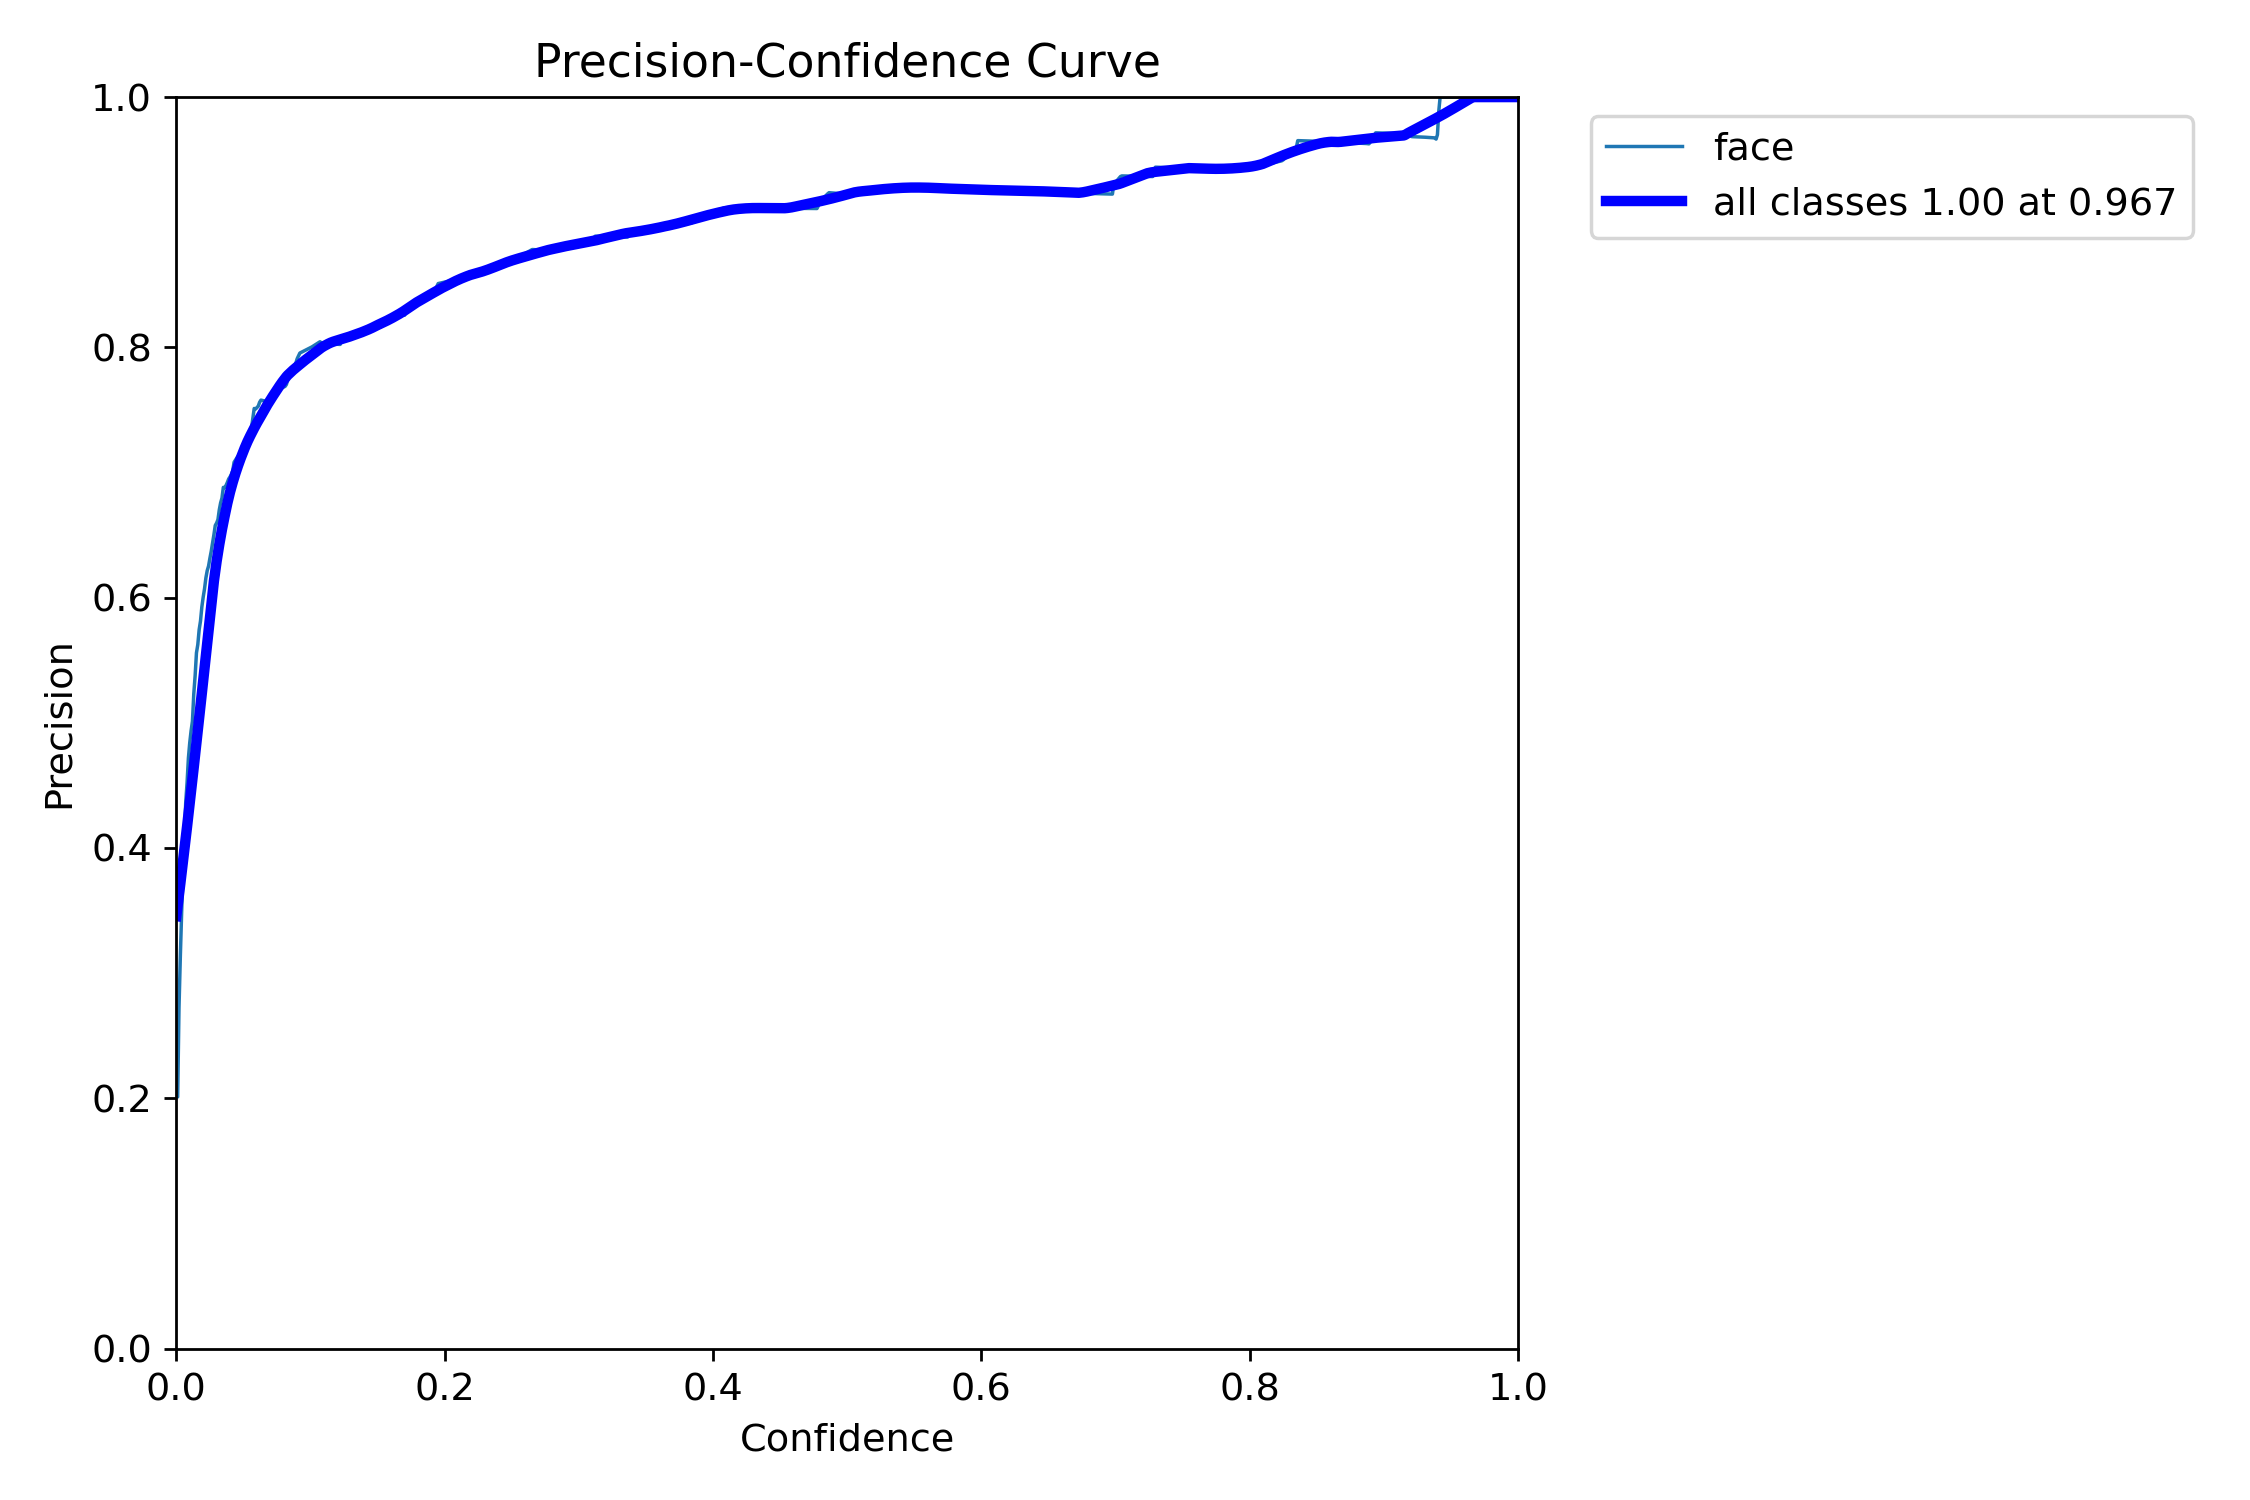 Precision-Confidence Curve
1.0
0.8
0.6
0.4
0.2
0.0
Precision
0.0 0.2 0.4 0.6 0.8 1.0
Confidence
face
all classes 1.00 at 0.967